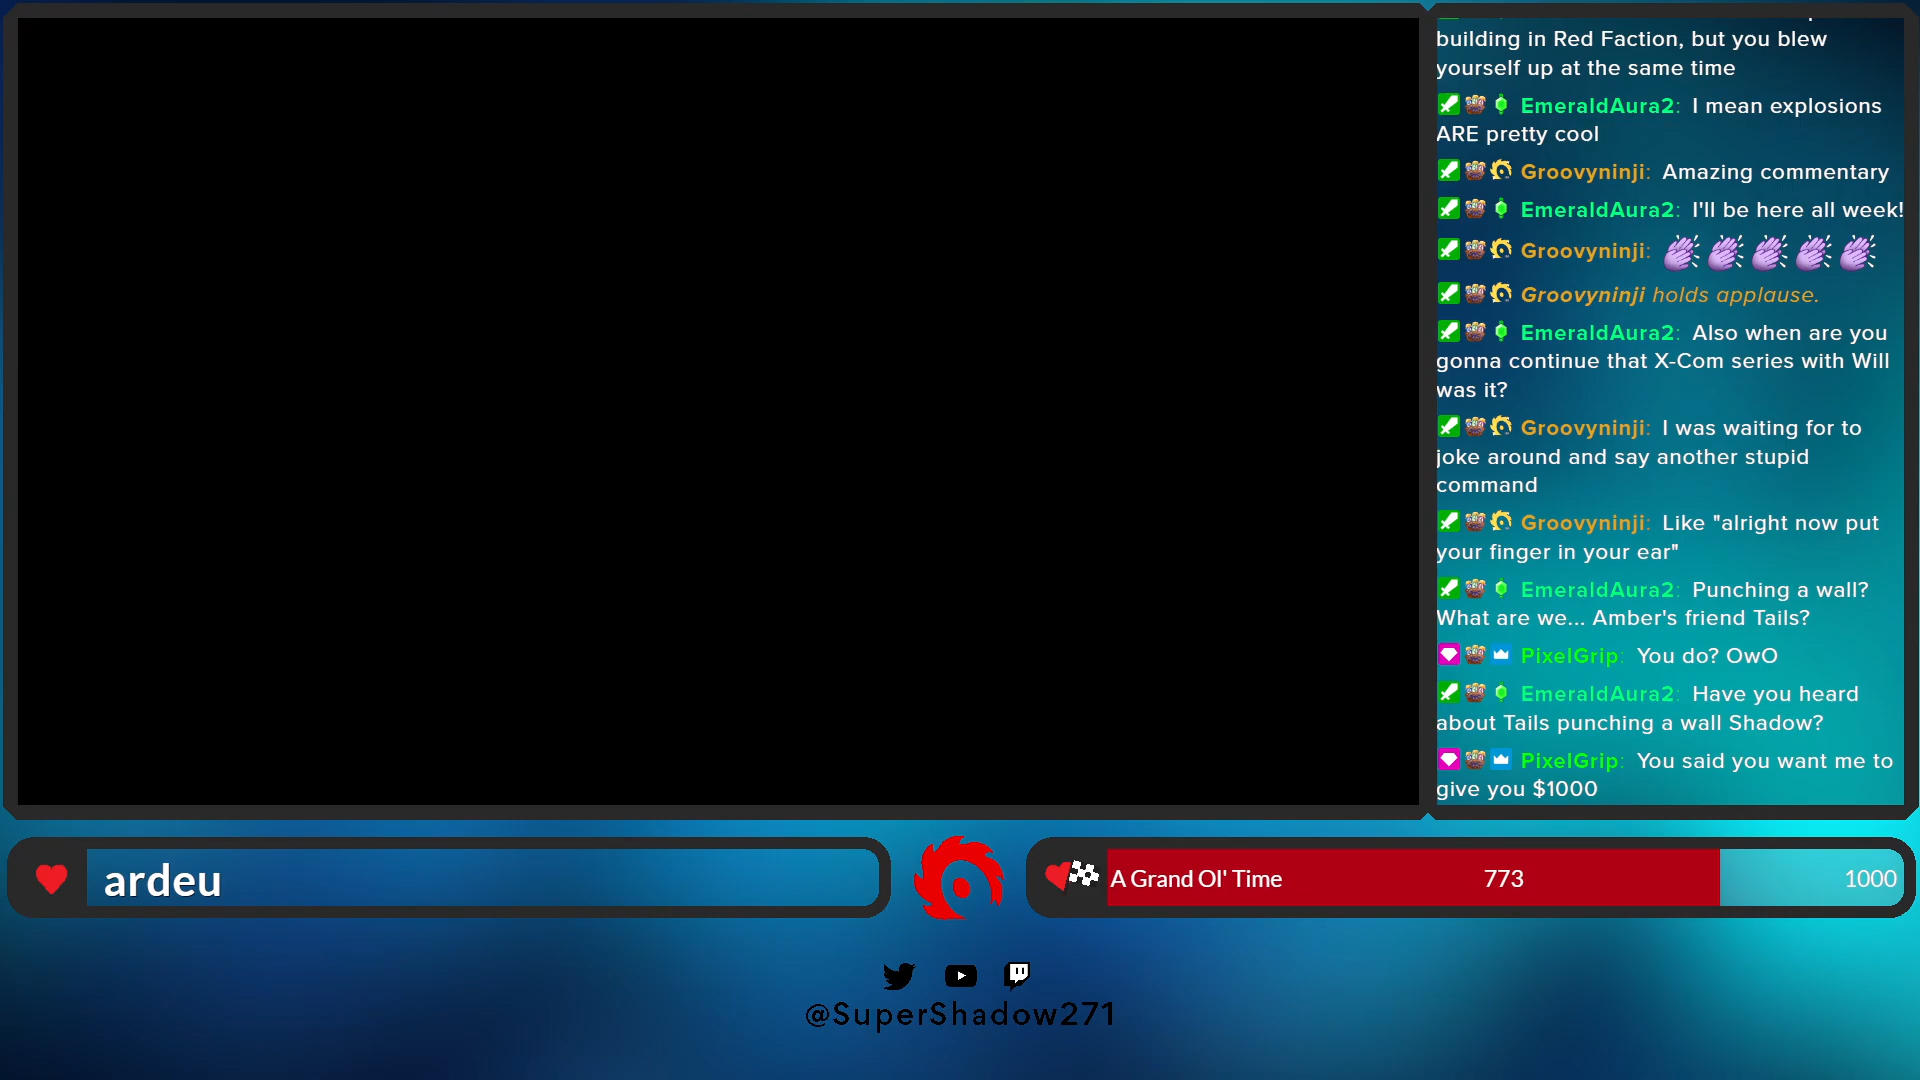 building in Red Faction, but you blew
yourself up at the same time
EmeraldAura2: I mean explosions
ARE pretty cool
Groovyninji: Amazing commentary
EmeraldAura2: I'll be here all week!
Groovyninji:
Groovyninji holds applause.
EmeraldAura2: Also when are you
gonna continue that X-Com series with Will
was it?
Groovyninji: I was waiting for to
joke around and say another stupid
command
Groovyninji: Like "alright now put
your finger in your ear"
EmeraldAura2: Punching a wall?
What are we... Amber's friend Tails?
PixelGrip: You do? OwO
EmeraldAura2: Have you heard
about Tails punching a wall Shadow?
PixelGrip: You said you want me to
give you $1000
ardeu
A Grand Ol' Time 773 1000
@SuperShadow271